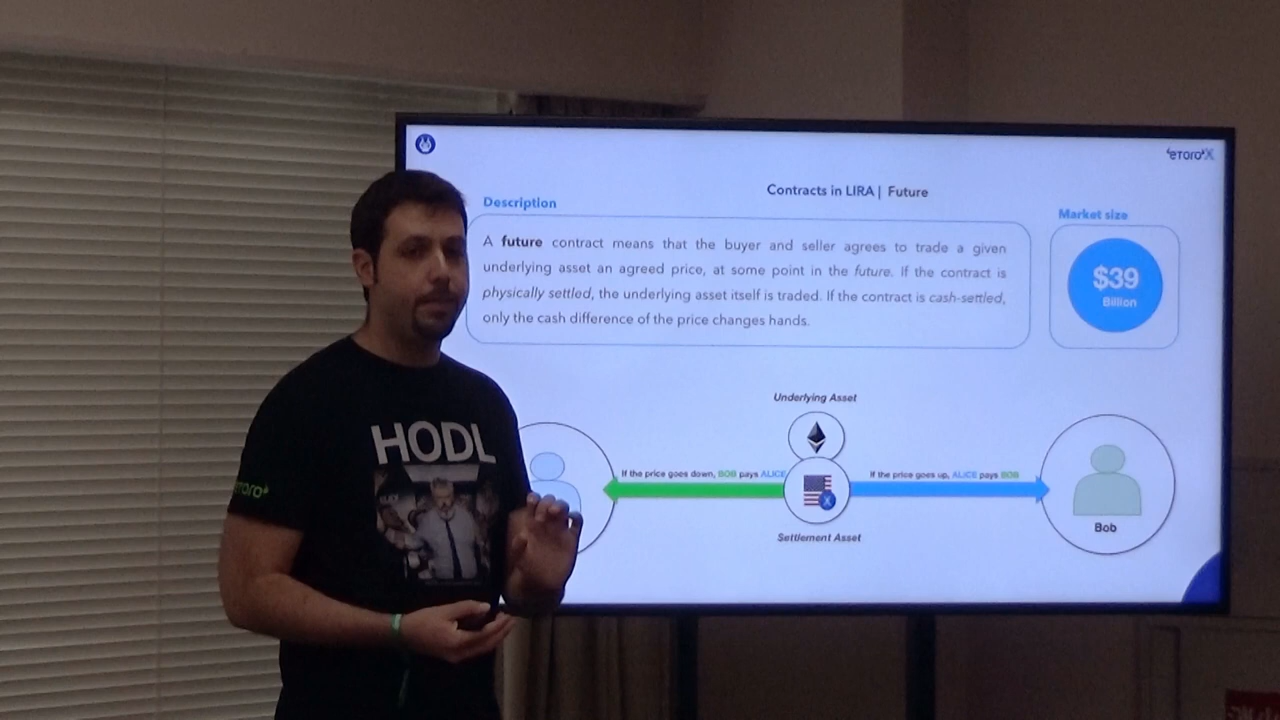 eToroX
Contracts in LIRA | Future
Description
Market size
A future contract means that the buyer and seller agrees to trade a given
underlying asset an agreed price, at some point in the future. If the contract is
physically settled, the underlying asset itself is traded. If the contract is cash-settled,
only the cash difference of the price changes hands.
$39
Billion
Underlying Asset
If the price goes down, BOB pays ALICE
If the price goes up, ALICE pays BOB
Bob
Settlement Asset
HODL
eToro